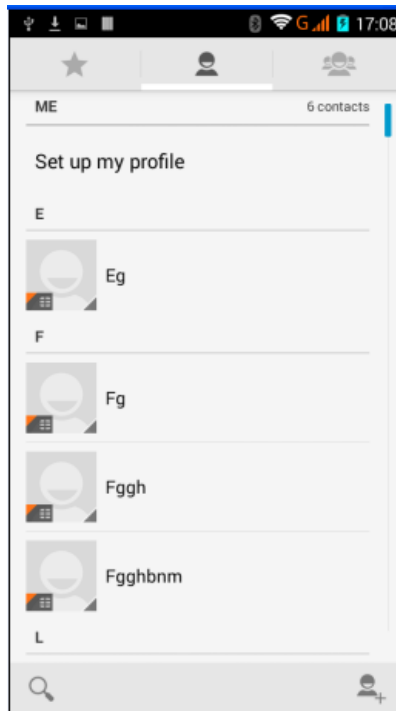 G 17:08
ME 6 contacts
Set up my profile
E
Eg
F
Fg
Fggh
Fgghbnm
L